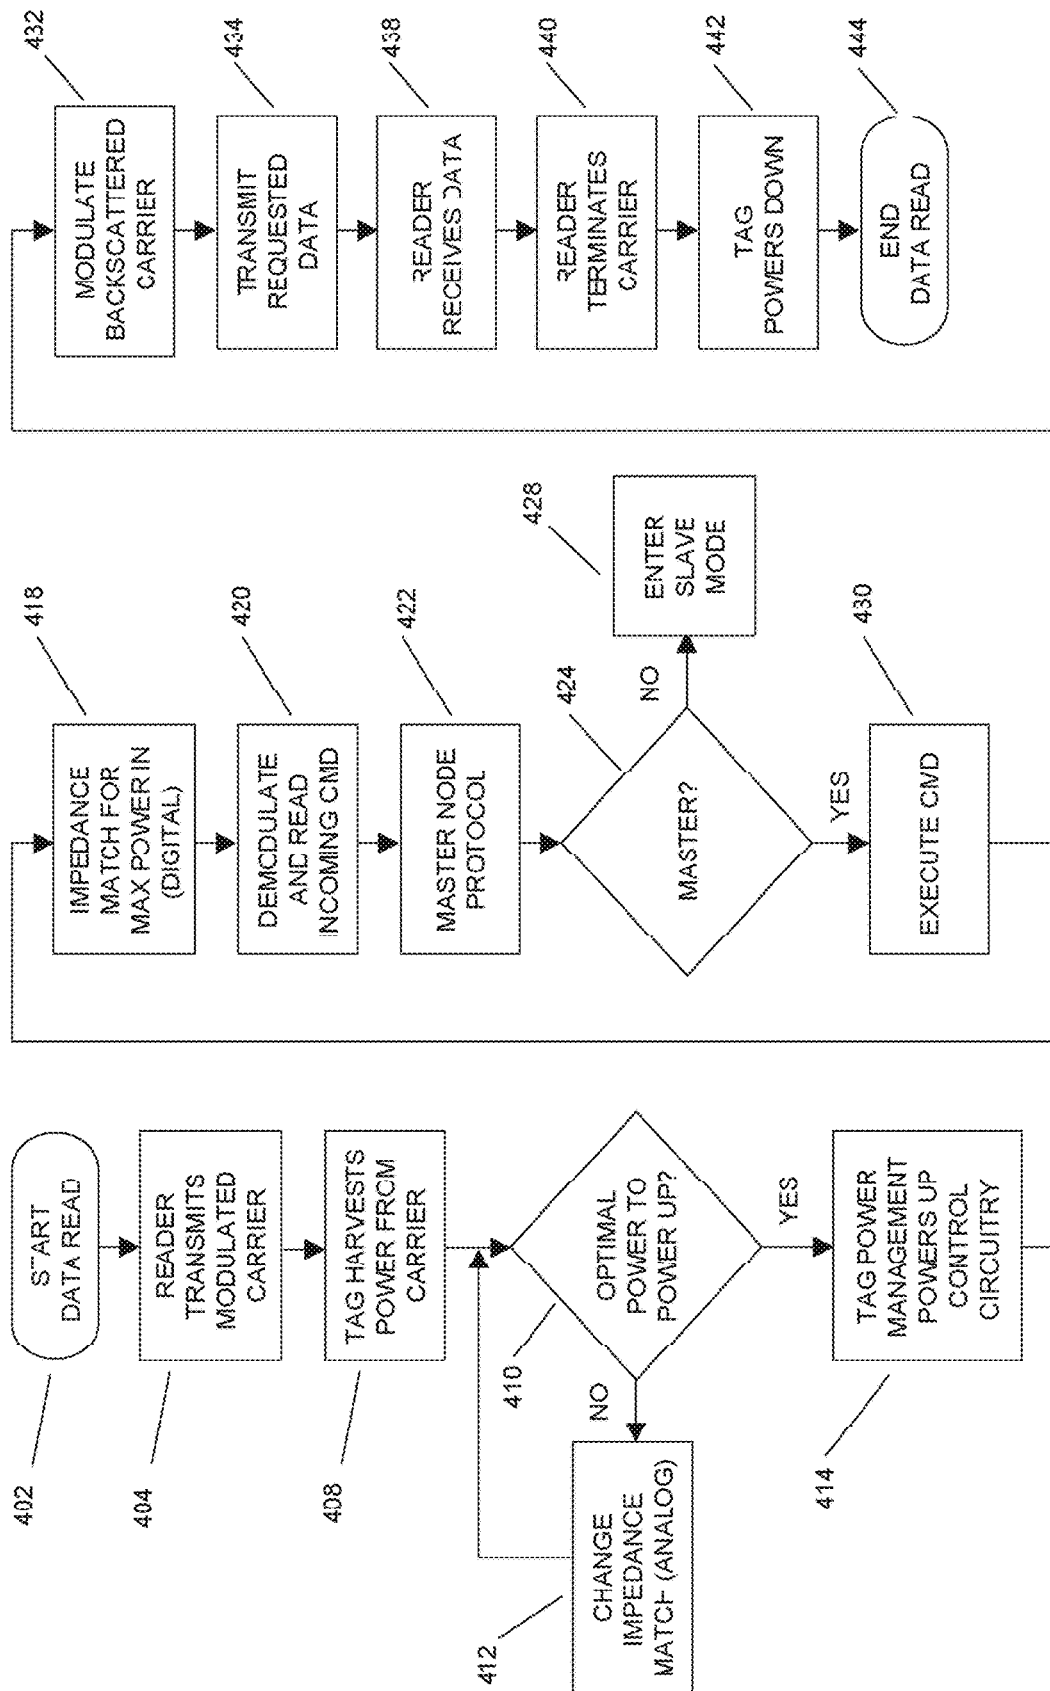 START
DATA READ
402
READER
TRANSMITS
MODULATED
CARRIER
404
TAG HARVESTS
POWER FROM
CARRIER
408
OPTIMAL
POWER TO
POWER UP?
410
NO
CHANGE
IMPEDANCE
MATCH (ANALOG)
412
YES
TAG POWER
MANAGEMENT
POWERS UP
CONTROL
CIRCUITRY
414
IMPEDANCE
MATCH FOR
MAX POWER IN
(DIGITAL)
418
DEMODULATE
AND READ
INCOMING CMD
420
MASTER NODE
PROTOCOL
422
MASTER?
424
NO
ENTER
SLAVE
MODE
428
YES
EXECUTE CMD
430
MODULATE
BACKSCATTERED
CARRIER
432
TRANSMIT
REQUESTED
DATA
434
READER
RECEIVES DATA
438
READER
TERMINATES
CARRIER
440
TAG
POWERS DOWN
442
END
DATA READ
444